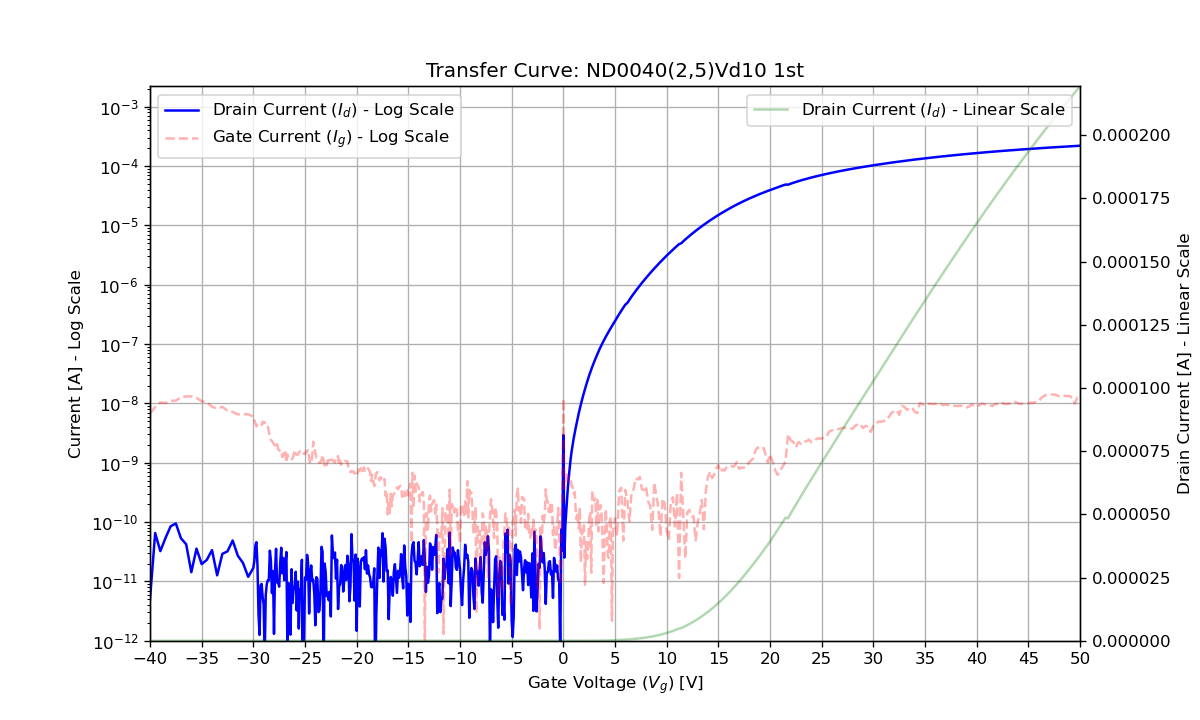 Transfer Curve: ND0040(2,5)Vd10 1st
Drain Current (I_d) - Log Scale
Gate Current (I_g) - Log Scale
Drain Current (I_d) - Linear Scale
Current [A] - Log Scale
10⁻³
10⁻⁴
10⁻⁵
10⁻⁶
10⁻⁷
10⁻⁸
10⁻⁹
10⁻¹⁰
10⁻¹¹
10⁻¹²
0.000200
0.000175
0.000150
0.000125
0.000100
0.000075
0.000050
0.000025
0.000000
Drain Current [A] - Linear Scale
−40 −35 −30 −25 −20 −15 −10 −5 0 5 10 15 20 25 30 35 40 45 50
Gate Voltage (V_g) [V]